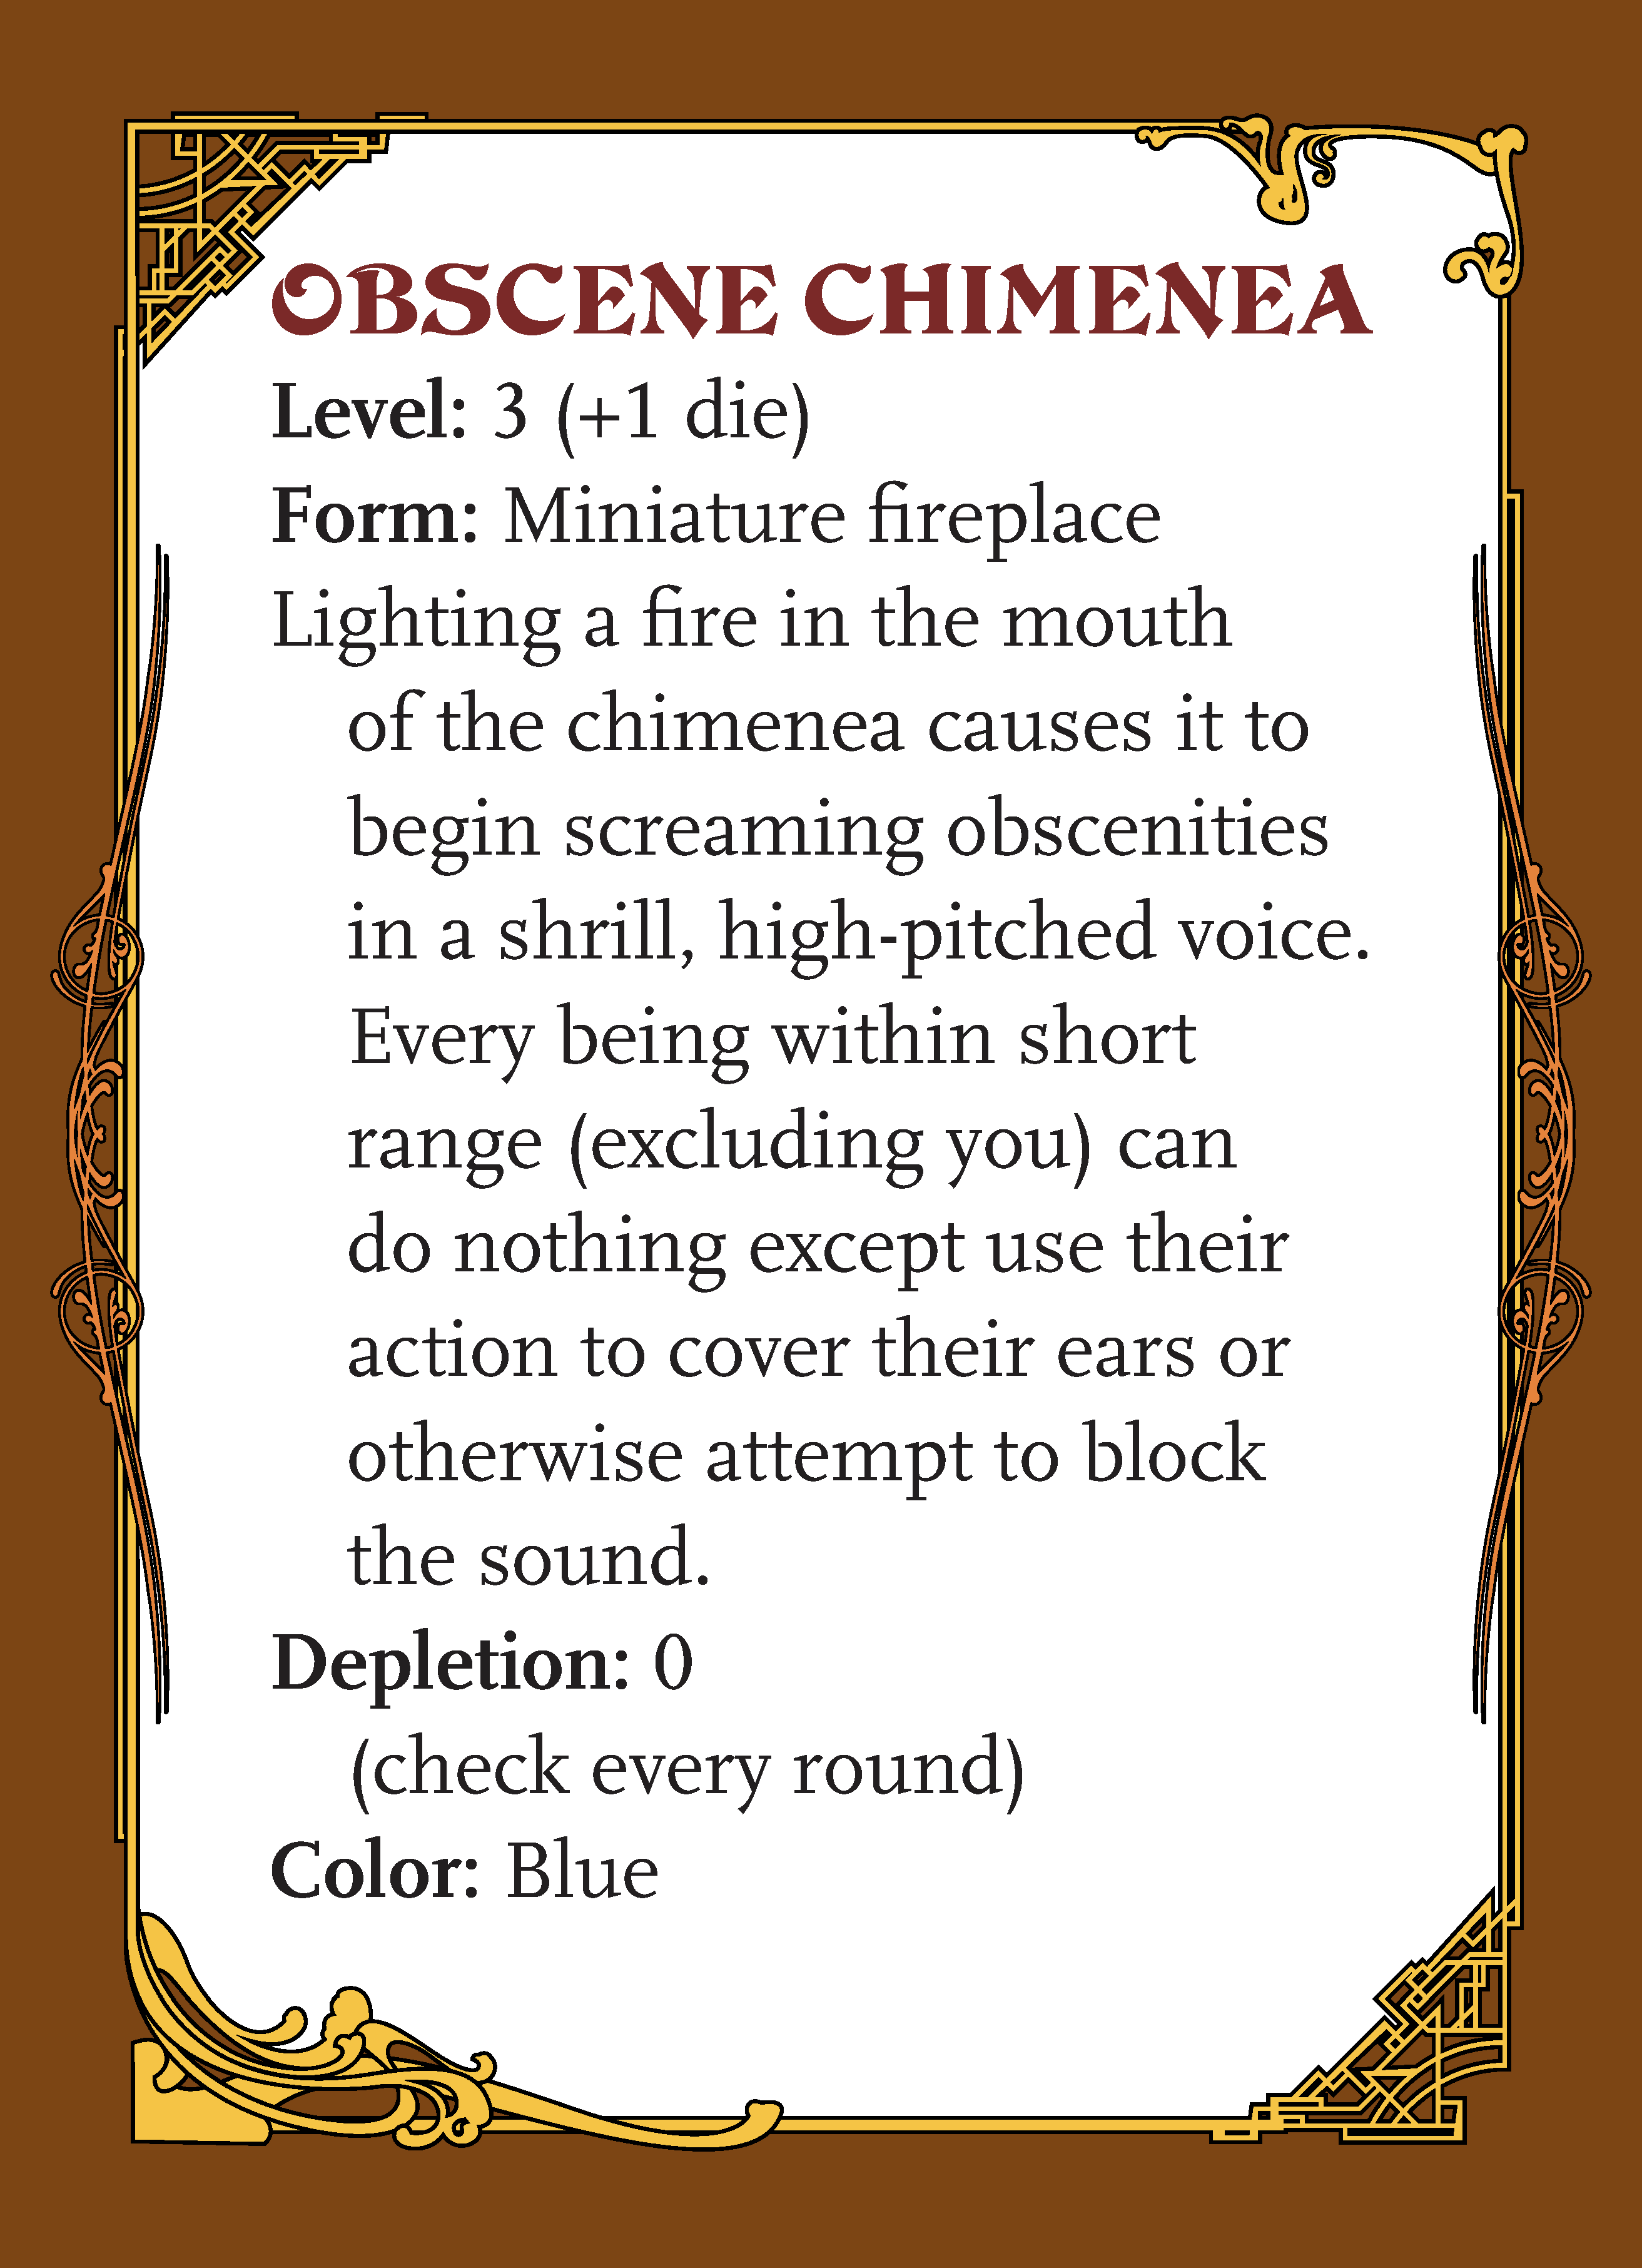 OBSCENE CHIMENEA
Level: 3 (+1 die)
Form: Miniature fireplace
Lighting a fire in the mouth
of the chimenea causes it to
begin screaming obscenities
in a shrill, high-pitched voice.
Every being within short
range (excluding you) can
do nothing except use their
action to cover their ears or
otherwise attempt to block
the sound.
Depletion: 0
(check every round)
Color: Blue